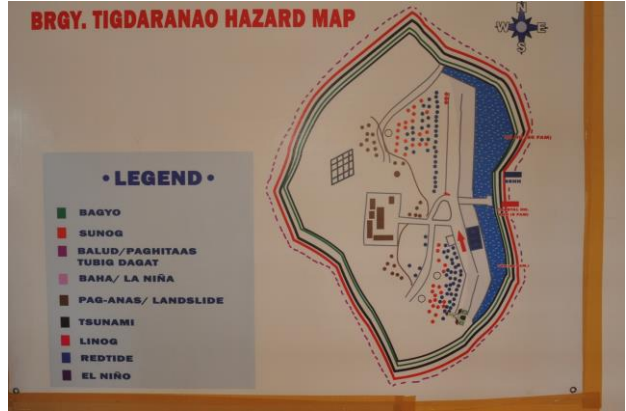 BRGY. TIGDARANAO HAZARD MAP
N
W E
S
• LEGEND •
BAGYO
SUNOG
BALUD/PAGHITAAS
TUBIG DAGAT
BAHA/ LA NIÑA
PAG-ANAS/ LANDSLIDE
TSUNAMI
LINOG
REDTIDE
EL NIÑO